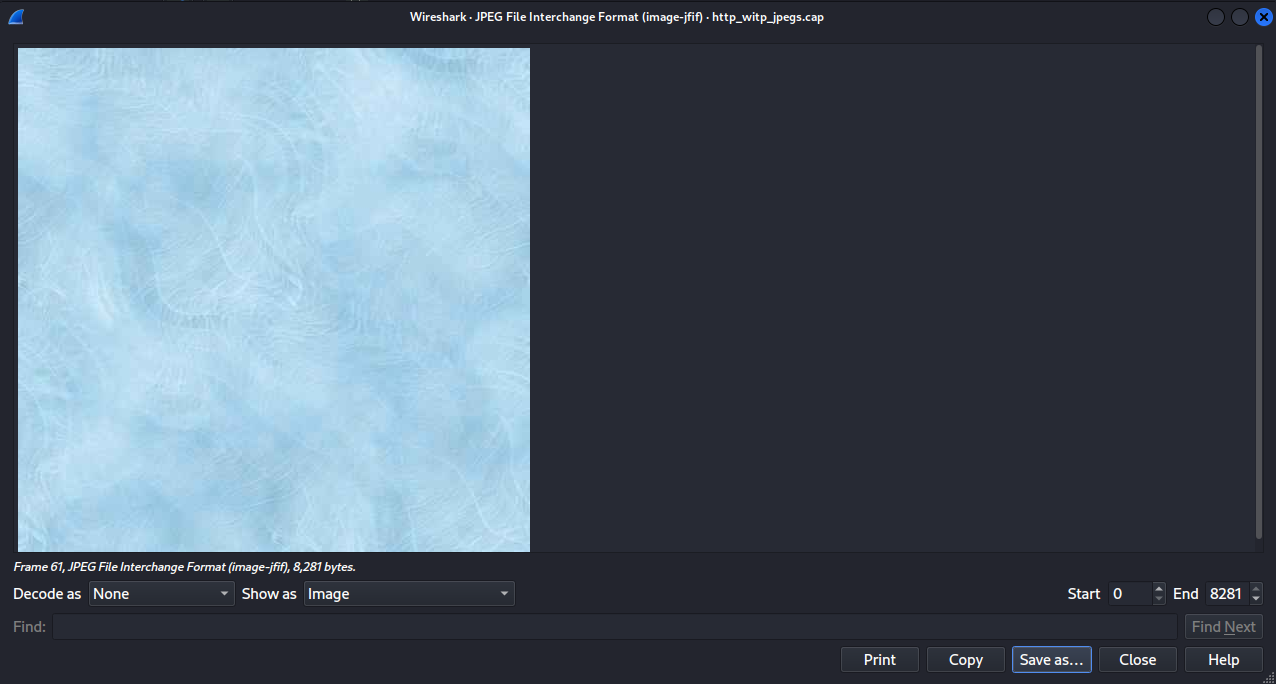 Wireshark · JPEG File Interchange Format (image-jfif) · http_witp_jpegs.cap
Frame 61, JPEG File Interchange Format (image-jfif), 8,281 bytes.
Decode as None Show as Image Start 0 End 8281
Find: Find Next
Print Copy Save as... Close Help